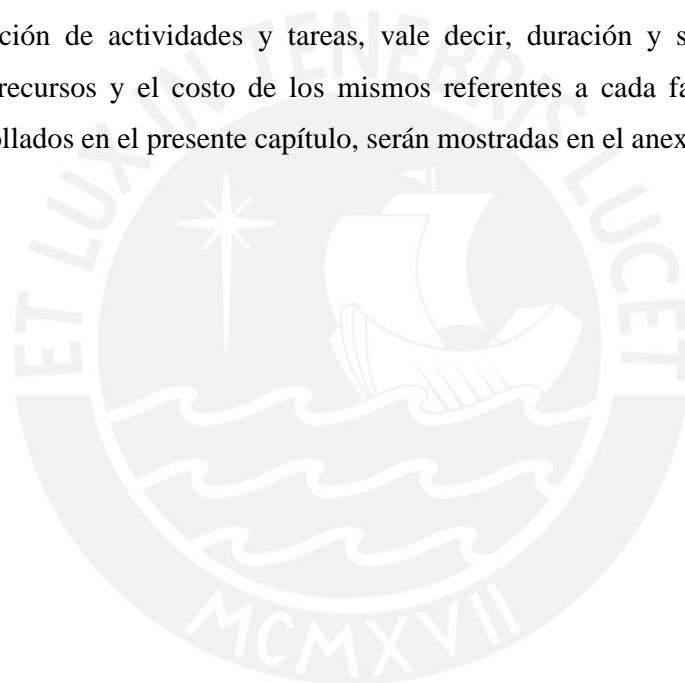 ción de actividades y tareas, vale decir, duración y s
recursos y el costo de los mismos referentes a cada fa
llados en el presente capítulo, serán mostradas en el anex
ET LUX IN TENEBRIS LUCET
MCMXVII